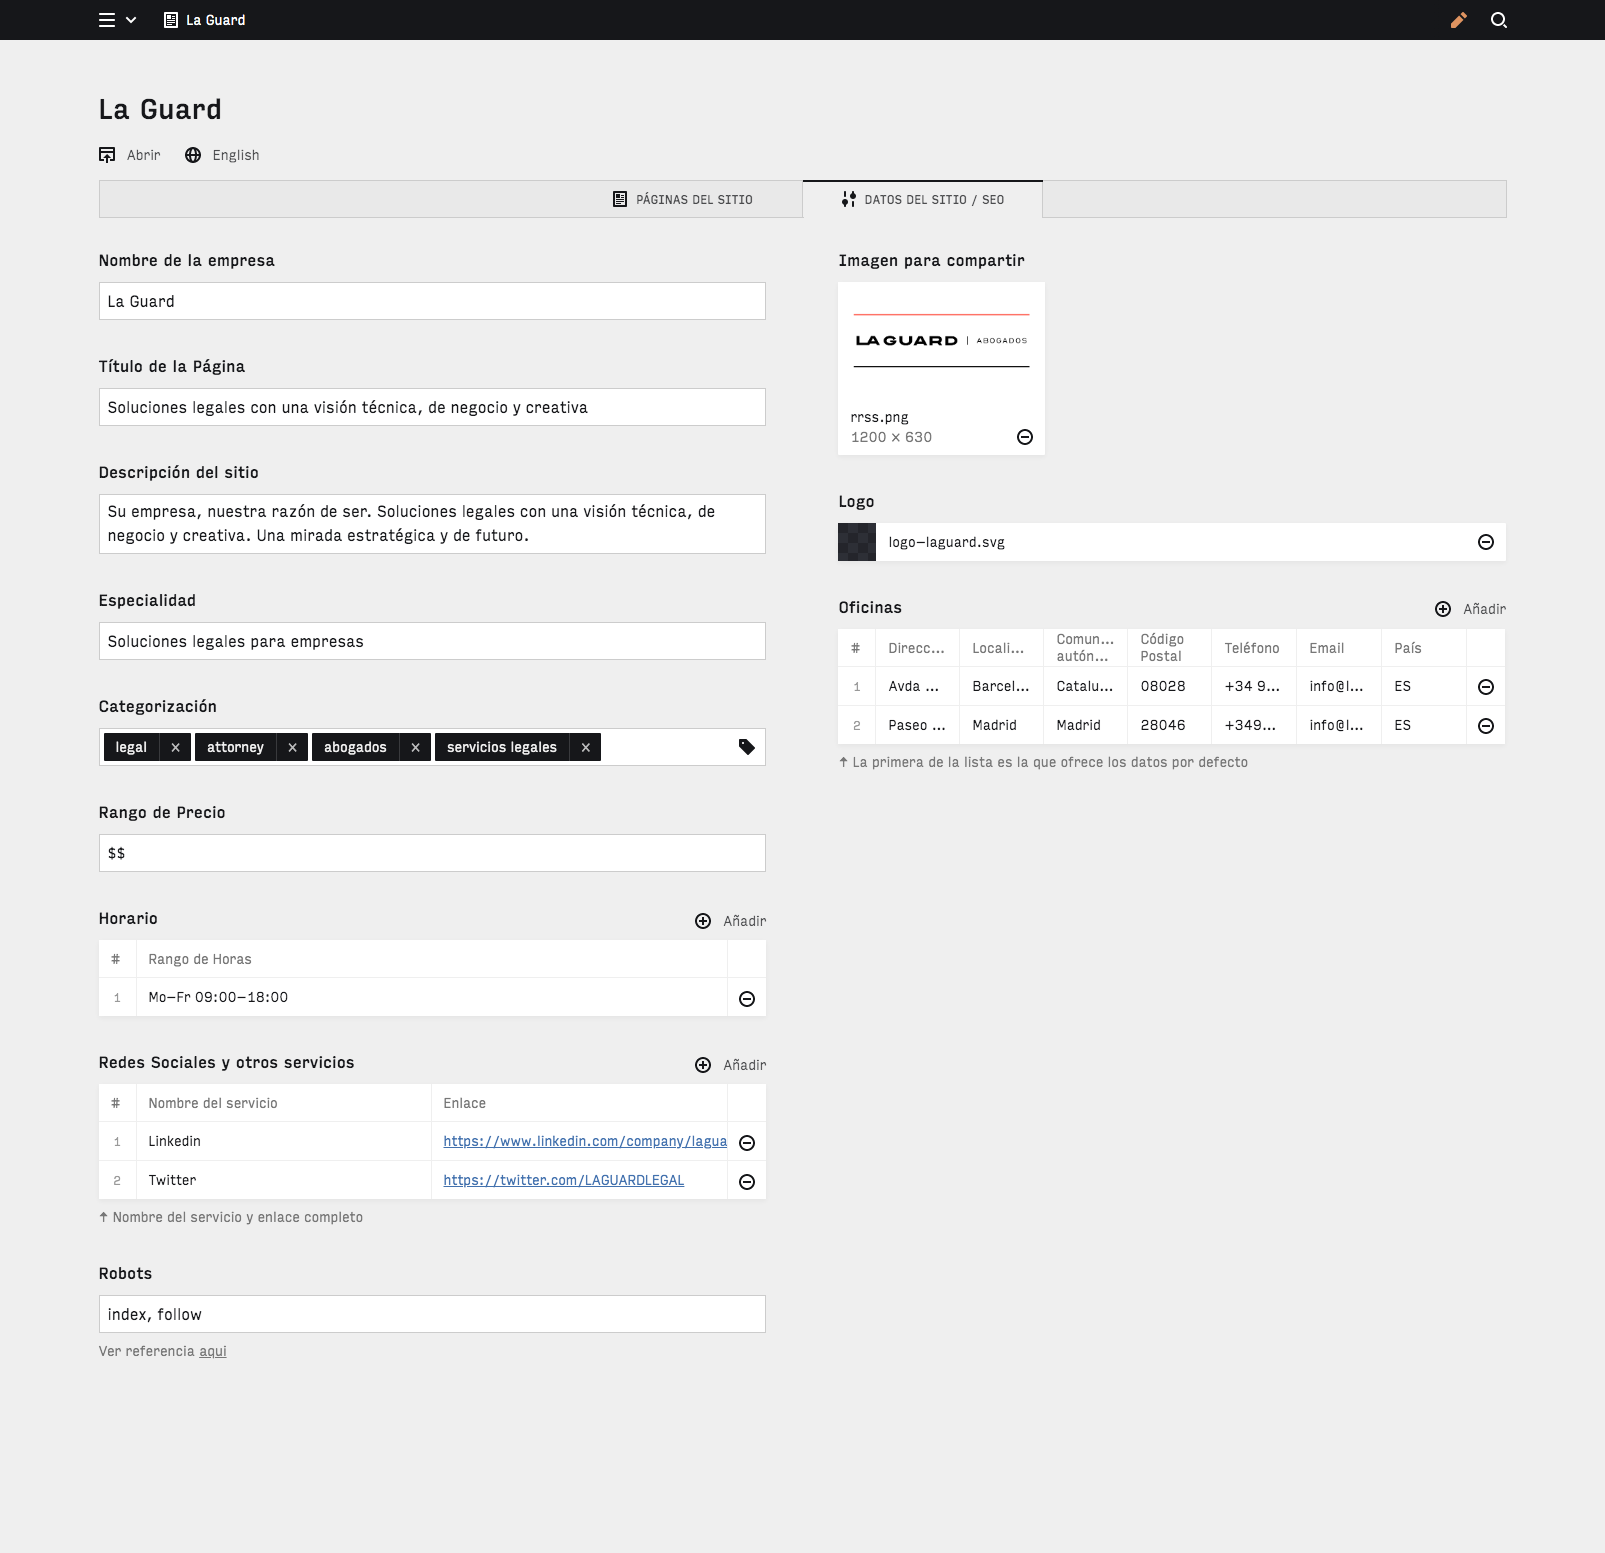 La Guard
La Guard
Abrir English
PÁGINAS DEL SITIO DATOS DEL SITIO / SEO
Nombre de la empresa
La Guard
Título de la Página
Soluciones legales con una visión técnica, de negocio y creativa
Descripción del sitio
Su empresa, nuestra razón de ser. Soluciones legales con una visión técnica, de
negocio y creativa. Una mirada estratégica y de futuro.
Especialidad
Soluciones legales para empresas
Categorización
legal × attorney × abogados × servicios legales ×
Rango de Precio
$$
Horario Añadir
# Rango de Horas
1 Mo–Fr 09:00–18:00
Redes Sociales y otros servicios Añadir
# Nombre del servicio Enlace
1 Linkedin https://www.linkedin.com/company/lagua
2 Twitter https://twitter.com/LAGUARDLEGAL
↑ Nombre del servicio y enlace completo
Robots
index, follow
Ver referencia aqui
Imagen para compartir
LA GUARD | ABOGADOS
rrss.png
1200 × 630
Logo
logo–laguard.svg
Oficinas Añadir
# Direcc... Locali... Comun... autón... Código Postal Teléfono Email País
1 Avda ... Barcel... Catalu... 08028 +34 9... info@l... ES
2 Paseo ... Madrid Madrid 28046 +349... info@l... ES
↑ La primera de la lista es la que ofrece los datos por defecto